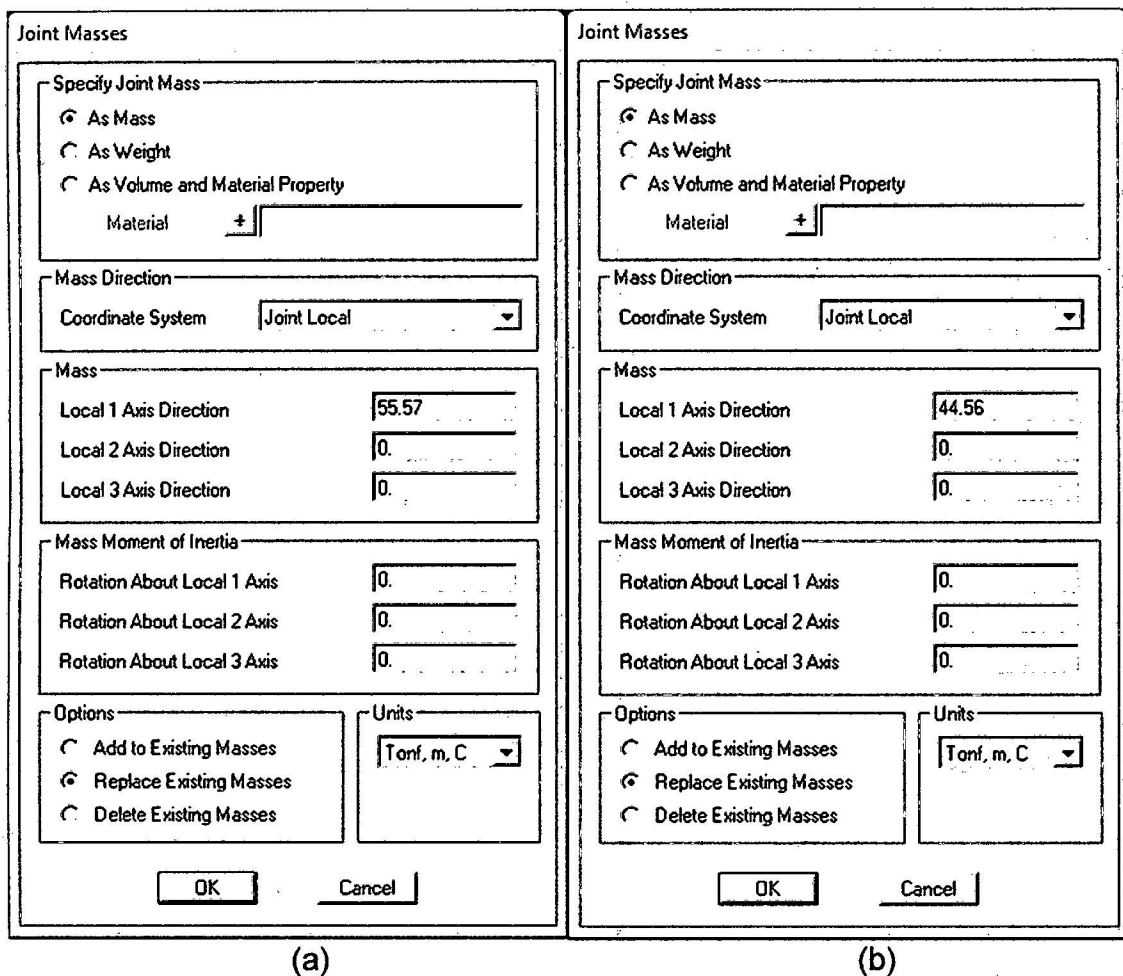 Joint Masses
Specify Joint Mass
As Mass
As Weight
As Volume and Material Property
Material +
Mass Direction
Coordinate System Joint Local
Mass
Local 1 Axis Direction 55.57
Local 2 Axis Direction 0.
Local 3 Axis Direction 0.
Mass Moment of Inertia
Rotation About Local 1 Axis 0.
Rotation About Local 2 Axis 0.
Rotation About Local 3 Axis 0.
Options
Add to Existing Masses
Replace Existing Masses
Delete Existing Masses
Units
Tonf, m, C
OK Cancel
(a)
Joint Masses
Specify Joint Mass
As Mass
As Weight
As Volume and Material Property
Material +
Mass Direction
Coordinate System Joint Local
Mass
Local 1 Axis Direction 44.56
Local 2 Axis Direction 0.
Local 3 Axis Direction 0.
Mass Moment of Inertia
Rotation About Local 1 Axis 0.
Rotation About Local 2 Axis 0.
Rotation About Local 3 Axis 0.
Options
Add to Existing Masses
Replace Existing Masses
Delete Existing Masses
Units
Tonf, m, C
OK Cancel
(b)